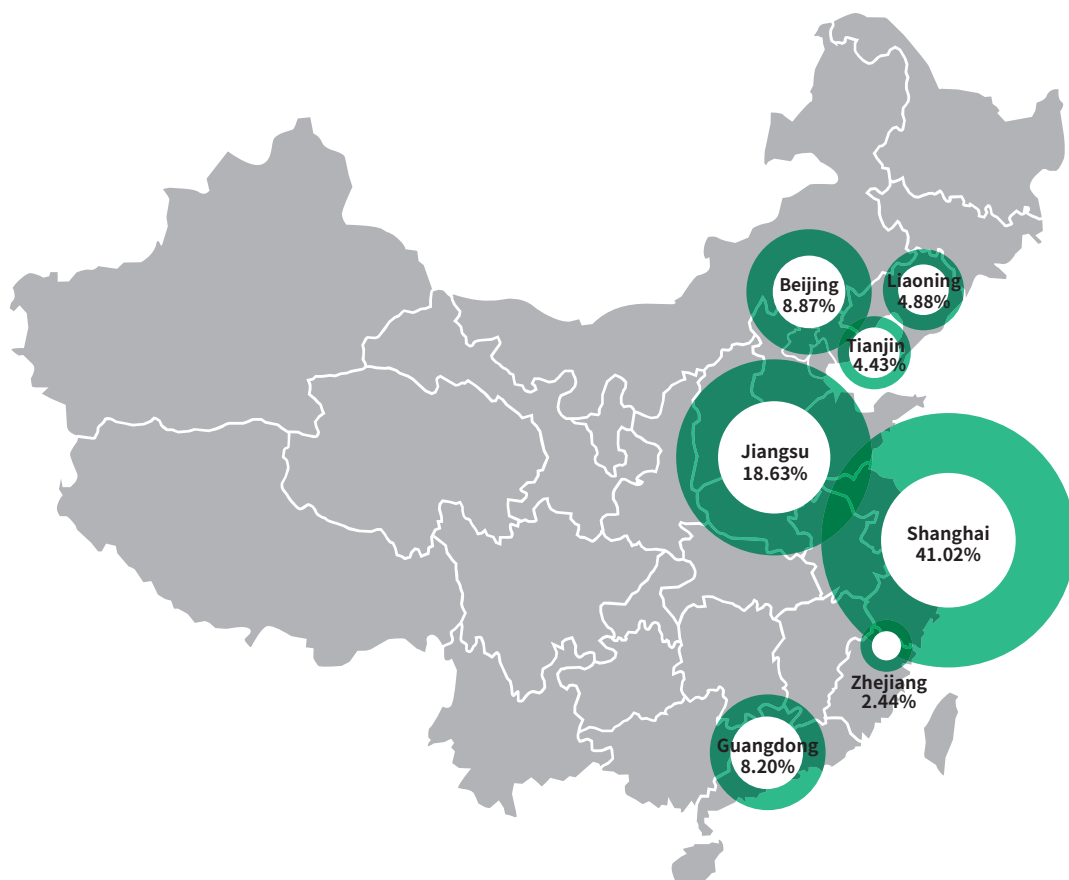 Beijing
8.87%
Liaoning
4.88%
Tianjin
4.43%
Jiangsu
18.63%
Shanghai
41.02%
Zhejiang
2.44%
Guangdong
8.20%